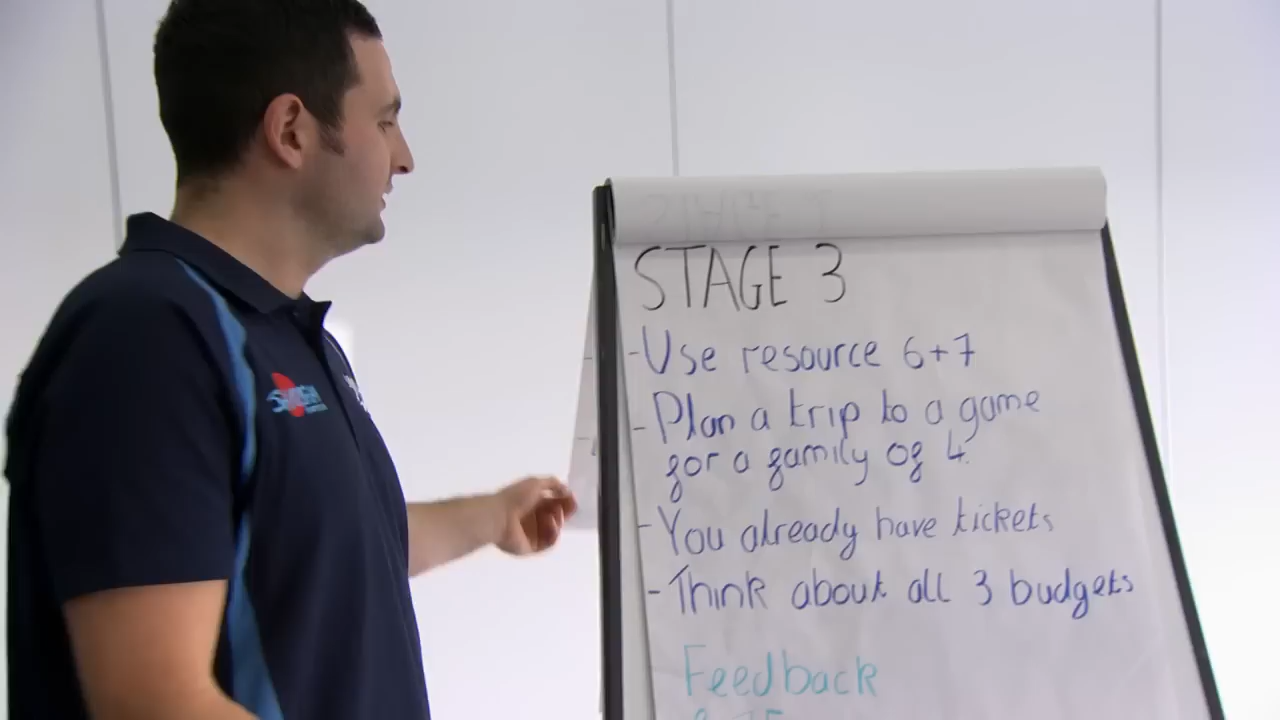 STAGE 3
- Use resource 6+7
- Plan a trip to a game
for a family of 4.
- You already have tickets
- Think about all 3 budgets
Feedback